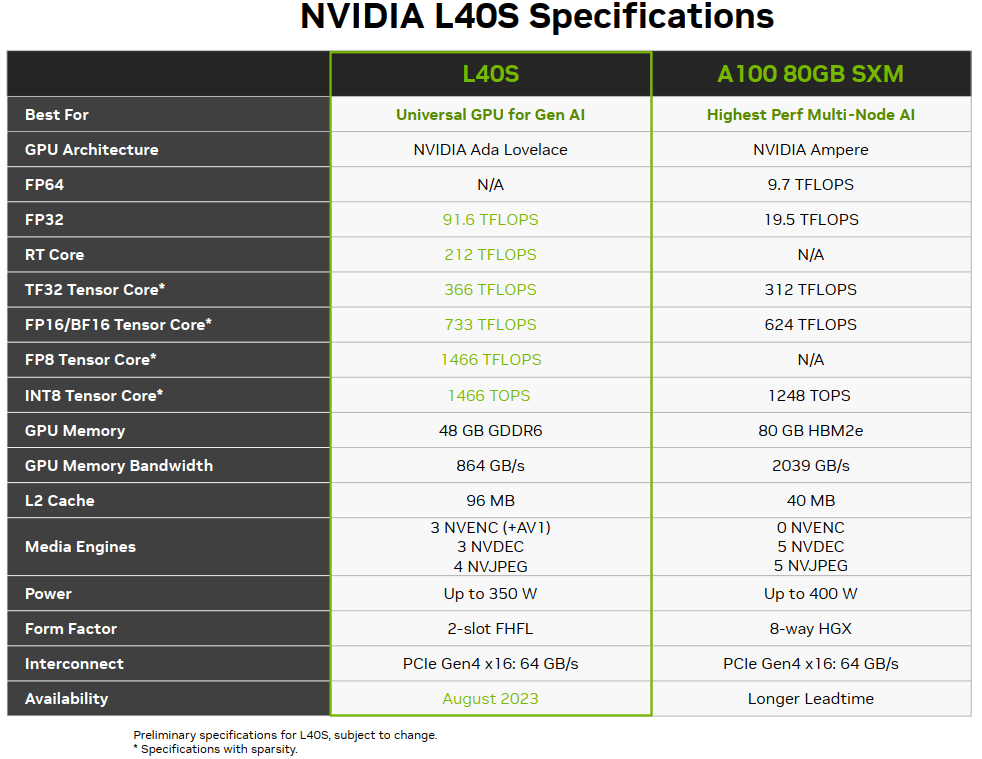 NVIDIA L40S Specifications
L40S A100 80GB SXM
Best For Universal GPU for Gen AI Highest Perf Multi-Node AI
GPU Architecture NVIDIA Ada Lovelace NVIDIA Ampere
FP64 N/A 9.7 TFLOPS
FP32 91.6 TFLOPS 19.5 TFLOPS
RT Core 212 TFLOPS N/A
TF32 Tensor Core* 366 TFLOPS 312 TFLOPS
FP16/BF16 Tensor Core* 733 TFLOPS 624 TFLOPS
FP8 Tensor Core* 1466 TFLOPS N/A
INT8 Tensor Core* 1466 TOPS 1248 TOPS
GPU Memory 48 GB GDDR6 80 GB HBM2e
GPU Memory Bandwidth 864 GB/s 2039 GB/s
L2 Cache 96 MB 40 MB
3 NVENC (+AV1) 0 NVENC
Media Engines 3 NVDEC 5 NVDEC
4 NVJPEG 5 NVJPEG
Power Up to 350 W Up to 400 W
Form Factor 2-slot FHFL 8-way HGX
Interconnect PCIe Gen4 x16: 64 GB/s PCIe Gen4 x16: 64 GB/s
Availability August 2023 Longer Leadtime
Preliminary specifications for L40S, subject to change.
* Specifications with sparsity.